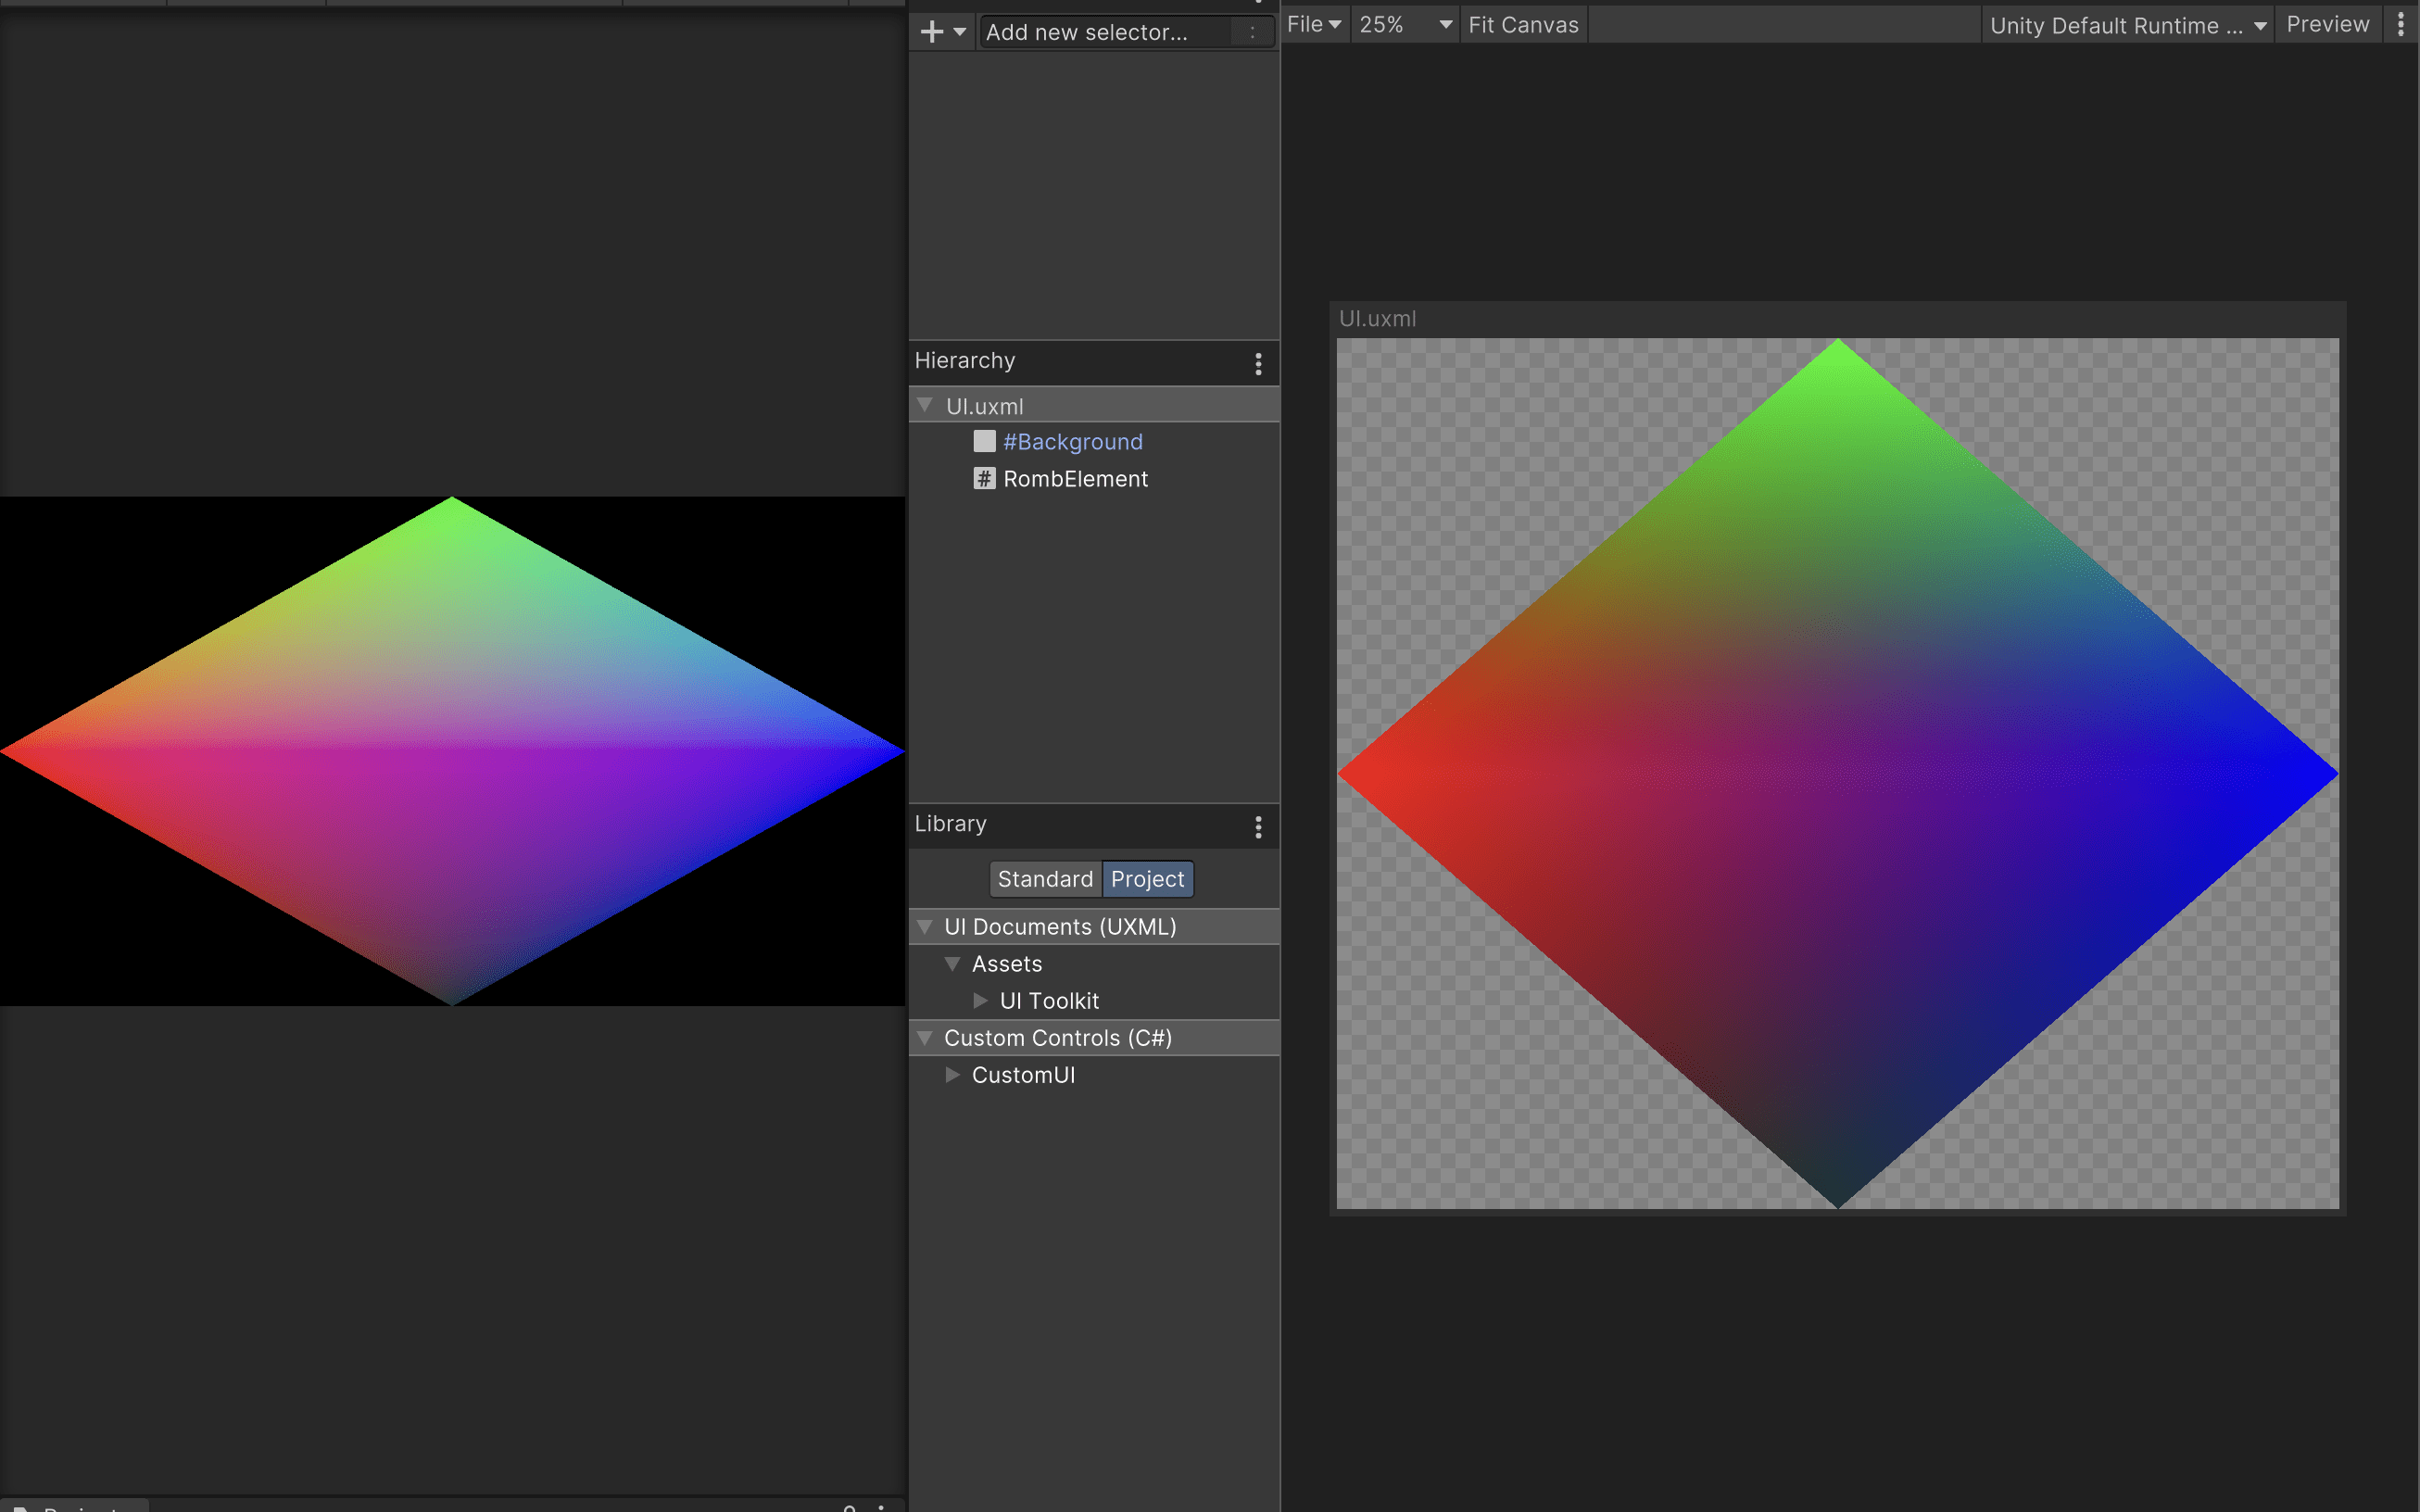 Add new selector...
File
25%
Fit Canvas
Unity Default Runtime ...
Preview
UI.uxml
Hierarchy
UI.uxml
#Background
RombElement
Library
Standard
Project
UI Documents (UXML)
Assets
UI Toolkit
Custom Controls (C#)
CustomUI